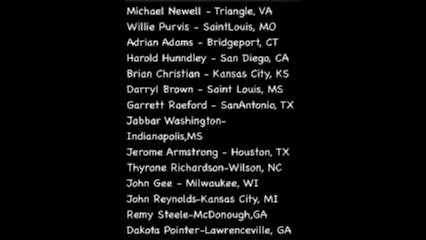 Michael Newell - Triangle, VA
Willie Purvis - SaintLouis, MO
Adrian Adams - Bridgeport, CT
Harold Hunndley - San Diego, CA
Brian Christian - Kansas City, KS
Darryl Brown - Saint Louis, MS
Garrett Raeford - SanAntonio, TX
Jabbar Washington-
Indianapolis,MS
Jerome Armstrong - Houston, TX
Thyrone Richardson-Wilson, NC
John Gee - Milwaukee, WI
John Reynolds-Kansas City, MI
Remy Steele-McDonough,GA
Dakota Pointer-Lawrenceville, GA